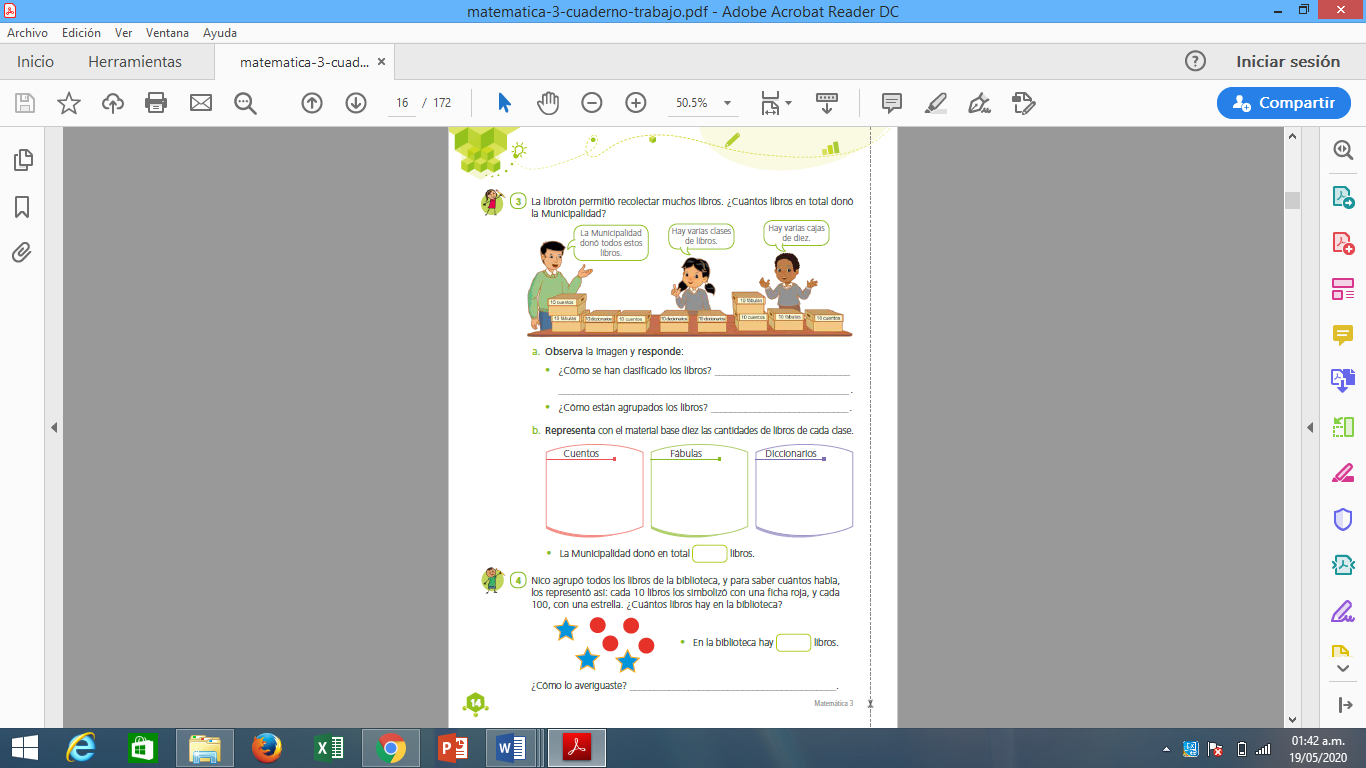 matematica-3-cuaderno-trabajo.pdf - Adobe Acrobat Reader DC
Archivo Edición Ver Ventana Ayuda
Inicio Herramientas matematica-3-cuad... × Iniciar sesión
16 / 172 50.5% Compartir
3 La librotón permitió recolectar muchos libros. ¿Cuántos libros en total donó
la Municipalidad?
La Municipalidad
donó todos estos
libros.
Hay varias clases
de libros.
Hay varias cajas
de diez.
10 cuentos
10 fábulas
10 diccionarios
10 cuentos
10 diccionarios
10 diccionarios
10 fábulas
10 cuentos
10 fábulas
10 cuentos
a. Observa la imagen y responde:
• ¿Cómo se han clasificado los libros? ____________________________
____________________________.
• ¿Cómo están agrupados los libros? ____________________________.
b. Representa con el material base diez las cantidades de libros de cada clase.
Cuentos Fábulas Diccionarios
• La Municipalidad donó en total libros.
4 Nico agrupó todos los libros de la biblioteca, y para saber cuántos había,
los representó así: cada 10 libros los simbolizó con una ficha roja, y cada
100, con una estrella. ¿Cuántos libros hay en la biblioteca?
• En la biblioteca hay libros.
¿Cómo lo averiguaste? ____________________________.
14 Matemática 3
01:42 a.m.
19/05/2020